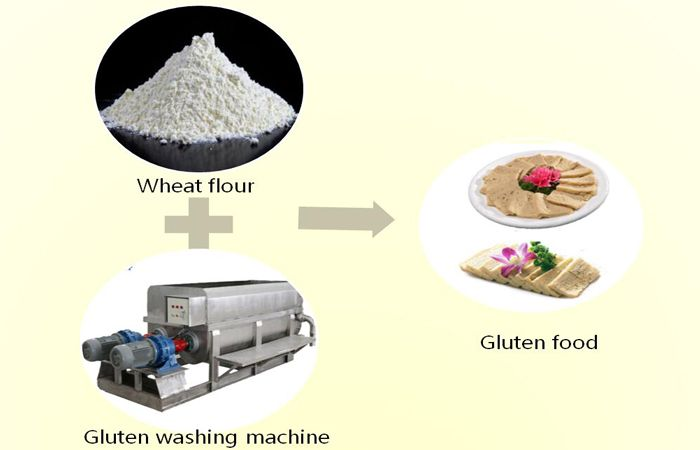 Wheat flour
Gluten food
Gluten washing machine